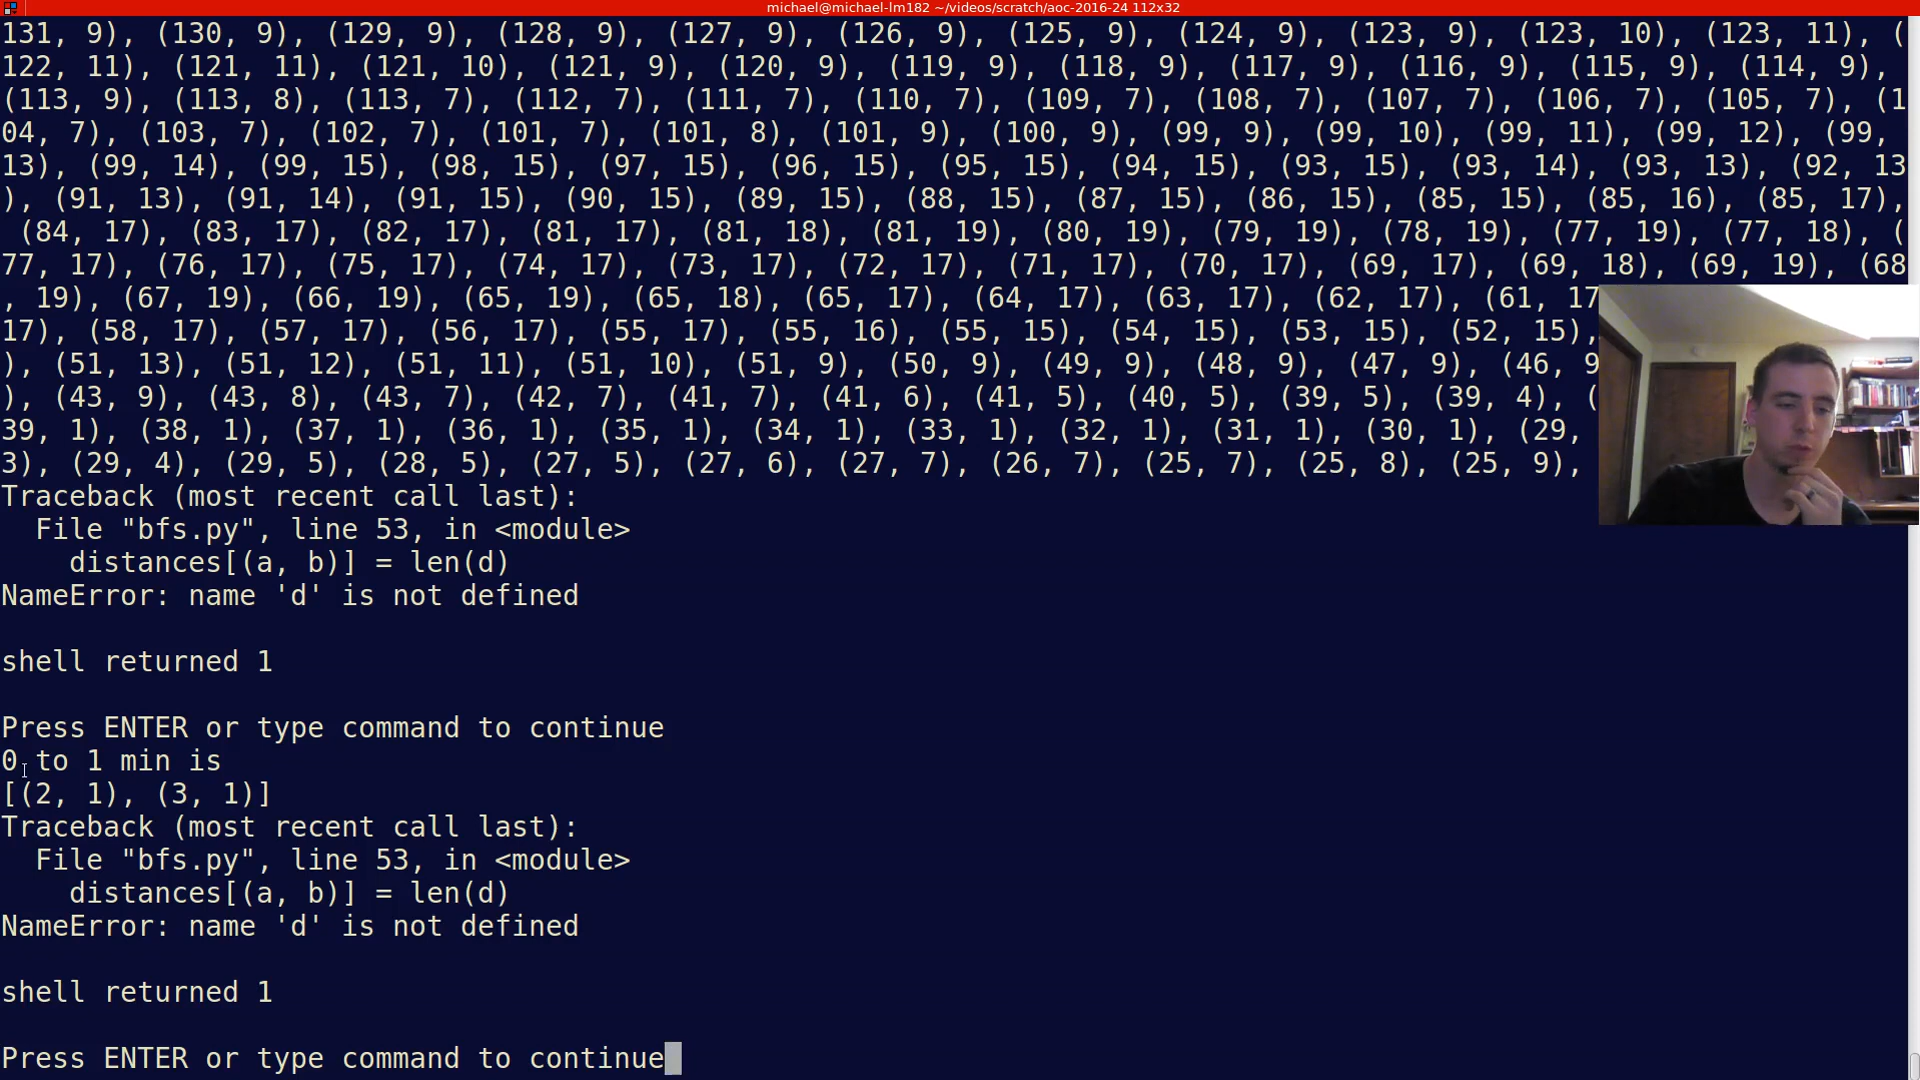 michael@michael-lm182 ~/videos/scratch/aoc-2016-24 112x32
131, 9), (130, 9), (129, 9), (128, 9), (127, 9), (126, 9), (125, 9), (124, 9), (123, 9), (123, 10), (123, 11), (
122, 11), (121, 11), (121, 10), (121, 9), (120, 9), (119, 9), (118, 9), (117, 9), (116, 9), (115, 9), (114, 9),
(113, 9), (113, 8), (113, 7), (112, 7), (111, 7), (110, 7), (109, 7), (108, 7), (107, 7), (106, 7), (105, 7), (1
04, 7), (103, 7), (102, 7), (101, 7), (101, 8), (101, 9), (100, 9), (99, 9), (99, 10), (99, 11), (99, 12), (99,
13), (99, 14), (99, 15), (98, 15), (97, 15), (96, 15), (95, 15), (94, 15), (93, 15), (93, 14), (93, 13), (92, 13
), (91, 13), (91, 14), (91, 15), (90, 15), (89, 15), (88, 15), (87, 15), (86, 15), (85, 15), (85, 16), (85, 17),
(84, 17), (83, 17), (82, 17), (81, 17), (81, 18), (81, 19), (80, 19), (79, 19), (78, 19), (77, 19), (77, 18), (
77, 17), (76, 17), (75, 17), (74, 17), (73, 17), (72, 17), (71, 17), (70, 17), (69, 17), (69, 18), (69, 19), (68
, 19), (67, 19), (66, 19), (65, 19), (65, 18), (65, 17), (64, 17), (63, 17), (62, 17), (61, 17
17), (58, 17), (57, 17), (56, 17), (55, 17), (55, 16), (55, 15), (54, 15), (53, 15), (52, 15),
), (51, 13), (51, 12), (51, 11), (51, 10), (51, 9), (50, 9), (49, 9), (48, 9), (47, 9), (46, 9
), (43, 9), (43, 8), (43, 7), (42, 7), (41, 7), (41, 6), (41, 5), (40, 5), (39, 5), (39, 4), (
39, 1), (38, 1), (37, 1), (36, 1), (35, 1), (34, 1), (33, 1), (32, 1), (31, 1), (30, 1), (29,
3), (29, 4), (29, 5), (28, 5), (27, 5), (27, 6), (27, 7), (26, 7), (25, 7), (25, 8), (25, 9),
Traceback (most recent call last):
  File "bfs.py", line 53, in <module>
    distances[(a, b)] = len(d)
NameError: name 'd' is not defined
shell returned 1
Press ENTER or type command to continue
0 to 1 min is
[(2, 1), (3, 1)]
Traceback (most recent call last):
  File "bfs.py", line 53, in <module>
    distances[(a, b)] = len(d)
NameError: name 'd' is not defined
shell returned 1
Press ENTER or type command to continue